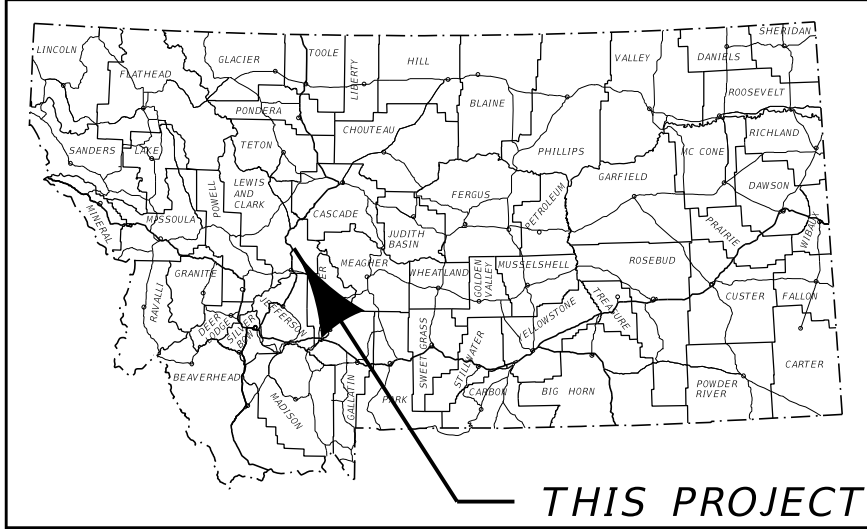 SHERIDAN
LINCOLN
GLACIER
TOOLE
LIBERTY
HILL
VALLEY
DANIELS
FLATHEAD
ROOSEVELT
PONDERA
BLAINE
CHOUTEAU
RICHLAND
TETON
SANDERS
LAKE
PHILLIPS
MC CONE
GARFIELD
LEWIS
AND
CLARK
POWELL
DAWSON
FERGUS
PETROLEUM
CASCADE
MINERAL
MISSOULA
JUDITH
BASIN
PRAIRIE
WIBAUX
MEAGHER
WHEATLAND
GOLDEN
VALLEY
MUSSELSHELL
ROSEBUD
GRANITE
RAVALLI
CUSTER
FALLON
JEFFERSON
DEER
LODGE
SILVER
BOW
YELLOWSTONE
TREASURE
SWEET GRASS
STILLWATER
CARTER
BEAVERHEAD
MADISON
GALLATIN
PARK
CARBON
BIG HORN
POWDER
RIVER
THIS PROJECT